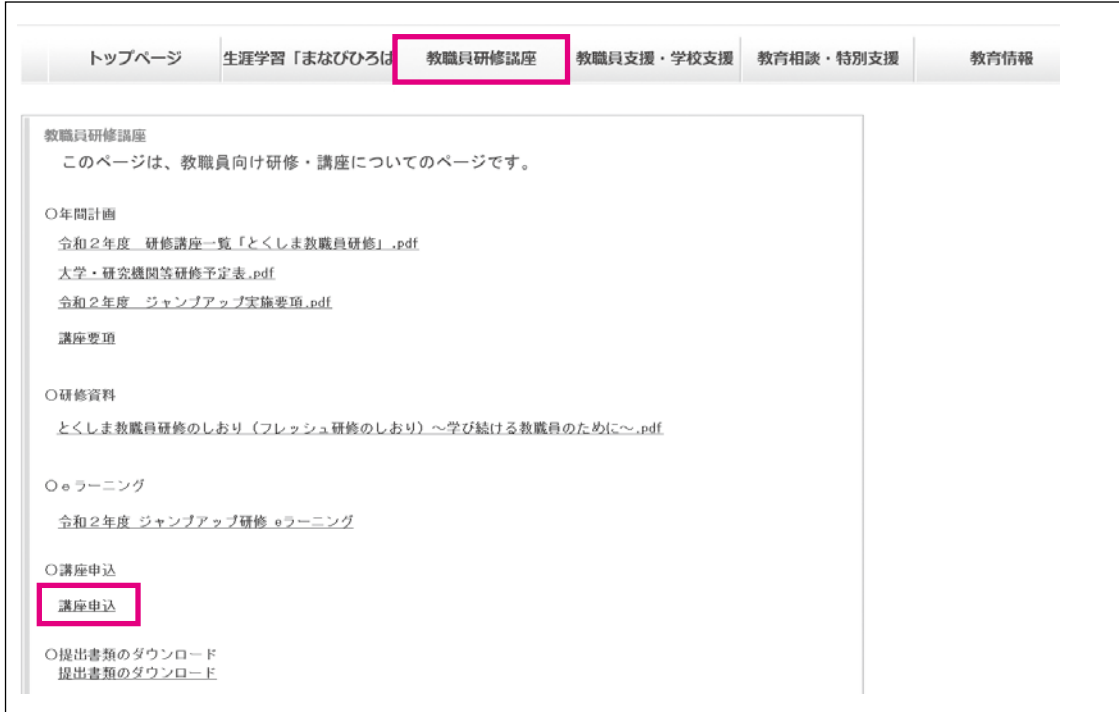 トップページ 生涯学習「まなびひろば 教職員研修講座 教職員支援・学校支援 教育相談・特別支援 教育情報
教職員研修講座
このページは、教職員向け研修・講座についてのページです。
〇年間計画
令和２年度　研修講座一覧「とくしま教職員研修」.pdf
大学・研究機関等研修予定表.pdf
令和２年度　ジャンプアップ実施要項.pdf
講座要項
〇研修資料
とくしま教職員研修のしおり（フレッシュ研修のしおり）～学び続ける教職員のために～.pdf
〇ｅラーニング
令和２年度 ジャンプアップ研修 eラーニング
〇講座申込
講座申込
〇提出書類のダウンロード
提出書類のダウンロード